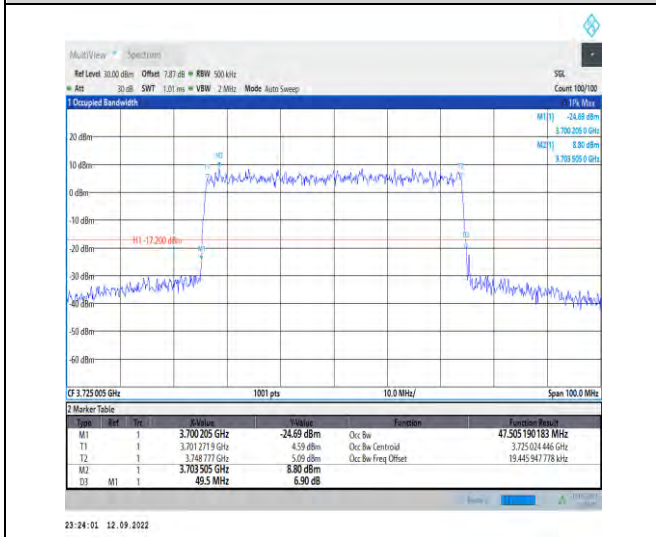 MultiView Spectrum
Ref Level 30.00 dBm Offset 7.87 dB RBW 500 kHz SGL
Att 30 dB SWT 1.01 ms VBW 2 MHz Mode Auto Sweep Count 100/100
1 Occupied Bandwidth 1Pk Max
M1[1] -24.69 dBm
3.700 205 0 GHz
M2[1] 8.80 dBm
3.703 505 0 GHz
20 dBm
M2
10 dBm
0 dBm
-10 dBm
H1 -17.200 dBm
-20 dBm
M1
D3
-30 dBm
-40 dBm
-50 dBm
-60 dBm
CF 3.725 005 GHz 1001 pts 10.0 MHz/ Span 100.0 MHz
2 Marker Table
Type Ref Trc X-Value Y-Value Function Function Result
M1 1 3.700 205 GHz -24.69 dBm Occ Bw 47.505 190 183 MHz
T1 1 3.701 271 9 GHz 4.59 dBm Occ Bw Centroid 3.725 024 446 GHz
T2 1 3.748 777 GHz 5.09 dBm Occ Bw Freq Offset 19.445 947 778 kHz
M2 1 3.703 505 GHz 8.80 dBm
D3 M1 1 49.5 MHz 6.90 dB
23:24:01 12.09.2022